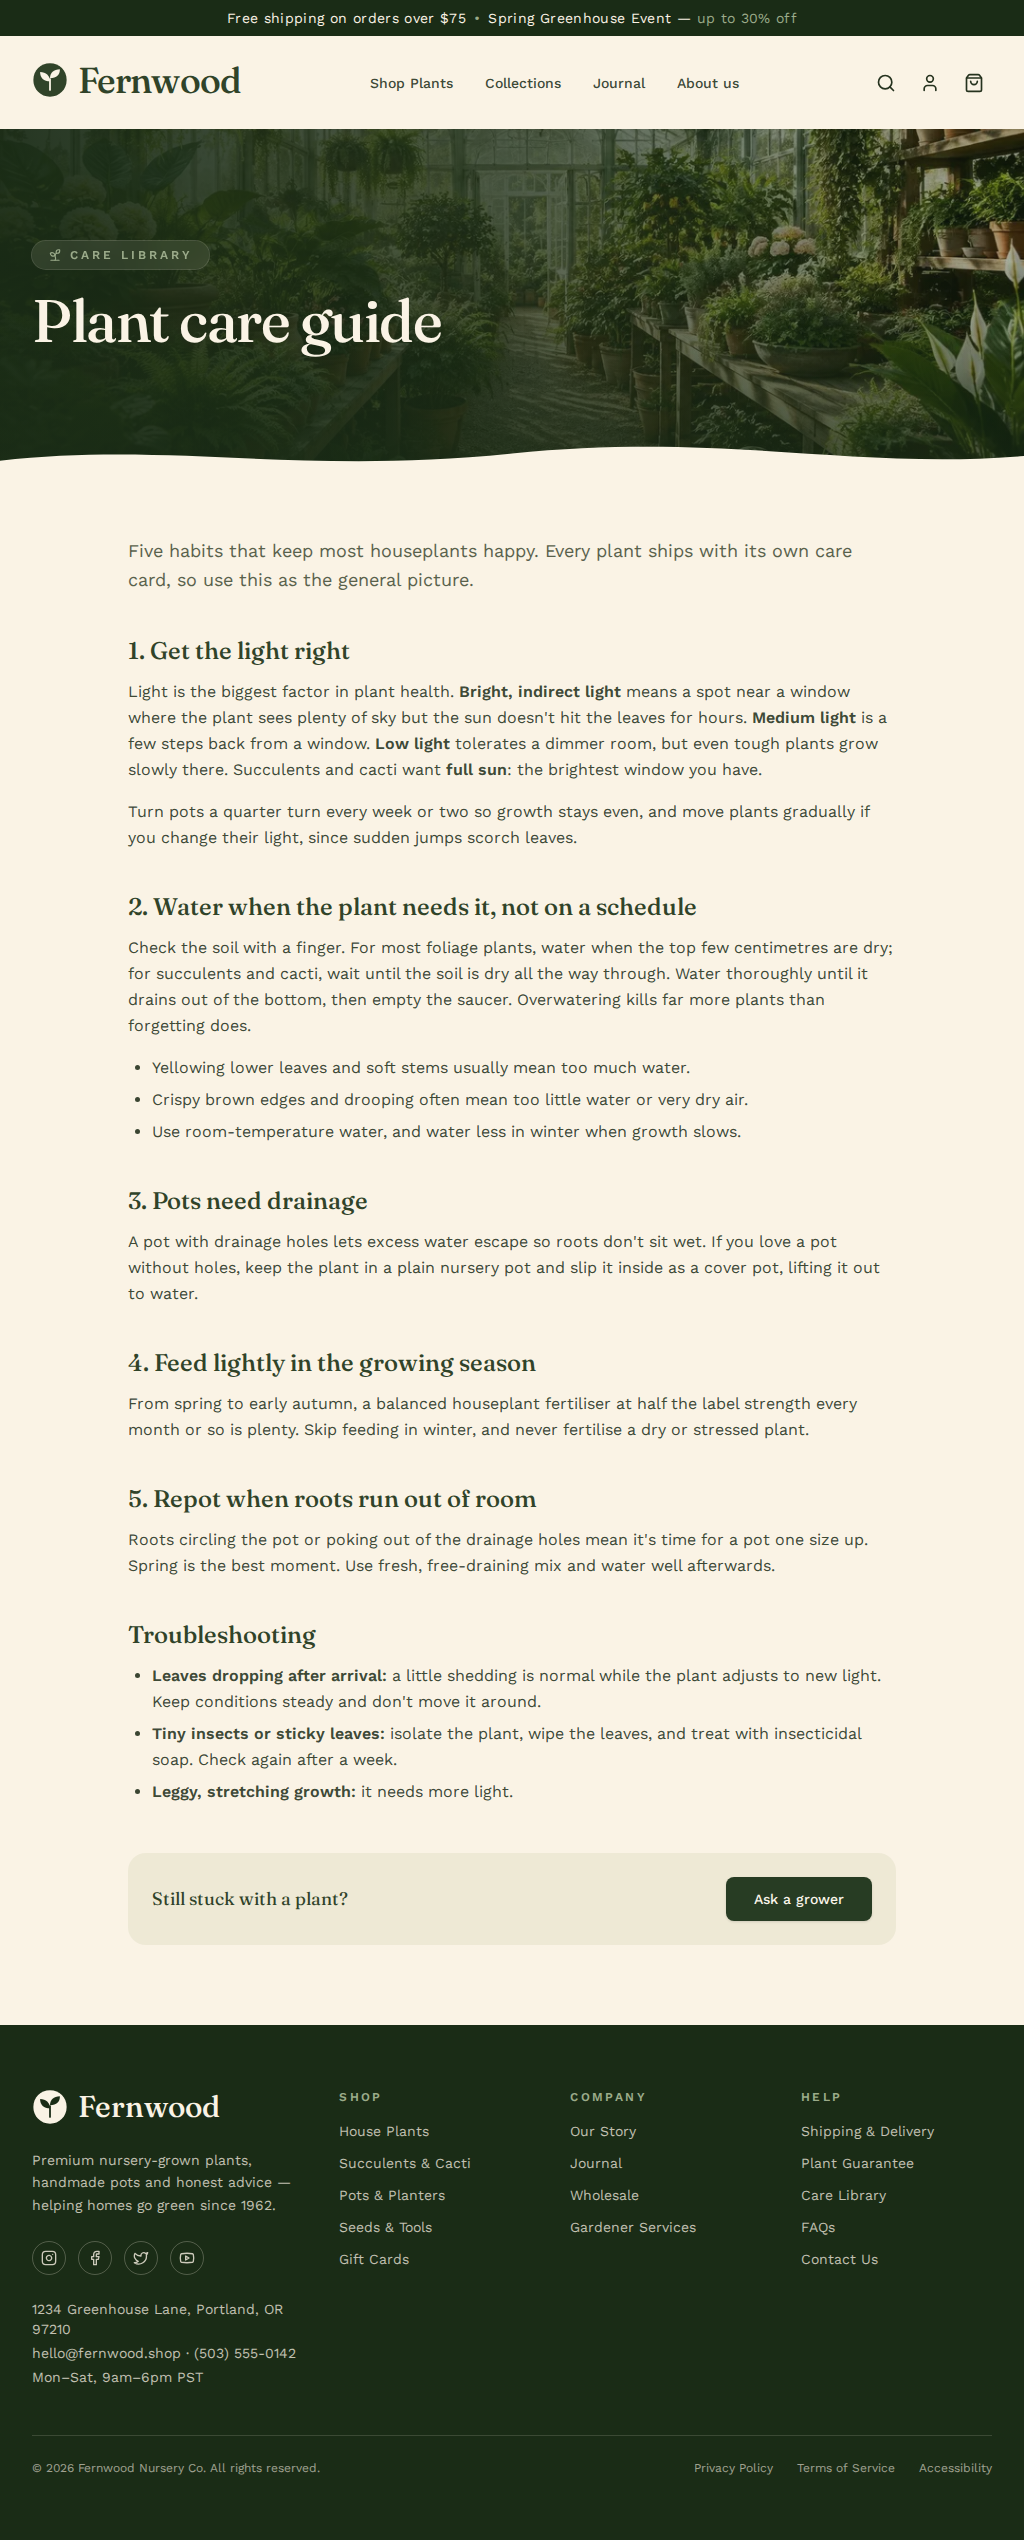 Free shipping on orders over $75 • Spring Greenhouse Event — up to 30% off
Fernwood
Shop Plants
Collections
Journal
About us
CARE LIBRARY
Plant care guide
Five habits that keep most houseplants happy. Every plant ships with its own care
card, so use this as the general picture.
1. Get the light right
Light is the biggest factor in plant health. Bright, indirect light means a spot near a window
where the plant sees plenty of sky but the sun doesn't hit the leaves for hours. Medium light is a
few steps back from a window. Low light tolerates a dimmer room, but even tough plants grow
slowly there. Succulents and cacti want full sun: the brightest window you have.
Turn pots a quarter turn every week or two so growth stays even, and move plants gradually if
you change their light, since sudden jumps scorch leaves.
2. Water when the plant needs it, not on a schedule
Check the soil with a finger. For most foliage plants, water when the top few centimetres are dry;
for succulents and cacti, wait until the soil is dry all the way through. Water thoroughly until it
drains out of the bottom, then empty the saucer. Overwatering kills far more plants than
forgetting does.
• Yellowing lower leaves and soft stems usually mean too much water.
• Crispy brown edges and drooping often mean too little water or very dry air.
• Use room-temperature water, and water less in winter when growth slows.
3. Pots need drainage
A pot with drainage holes lets excess water escape so roots don't sit wet. If you love a pot
without holes, keep the plant in a plain nursery pot and slip it inside as a cover pot, lifting it out
to water.
4. Feed lightly in the growing season
From spring to early autumn, a balanced houseplant fertiliser at half the label strength every
month or so is plenty. Skip feeding in winter, and never fertilise a dry or stressed plant.
5. Repot when roots run out of room
Roots circling the pot or poking out of the drainage holes mean it's time for a pot one size up.
Spring is the best moment. Use fresh, free-draining mix and water well afterwards.
Troubleshooting
• Leaves dropping after arrival: a little shedding is normal while the plant adjusts to new light.
Keep conditions steady and don't move it around.
• Tiny insects or sticky leaves: isolate the plant, wipe the leaves, and treat with insecticidal
soap. Check again after a week.
• Leggy, stretching growth: it needs more light.
Still stuck with a plant?
Ask a grower
Fernwood
Premium nursery-grown plants,
handmade pots and honest advice —
helping homes go green since 1962.
1234 Greenhouse Lane, Portland, OR
97210
hello@fernwood.shop · (503) 555-0142
Mon–Sat, 9am–6pm PST
SHOP
House Plants
Succulents & Cacti
Pots & Planters
Seeds & Tools
Gift Cards
COMPANY
Our Story
Journal
Wholesale
Gardener Services
HELP
Shipping & Delivery
Plant Guarantee
Care Library
FAQs
Contact Us
© 2026 Fernwood Nursery Co. All rights reserved.
Privacy Policy
Terms of Service
Accessibility